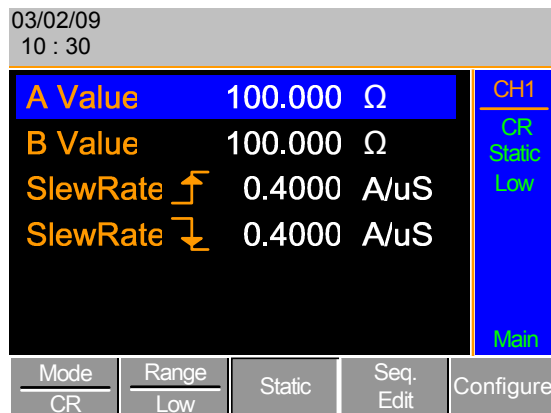 03/02/09
10 : 30
A Value 100.000 Ω
B Value 100.000 Ω
SlewRate 0.4000 A/uS
SlewRate 0.4000 A/uS
CH1
CR
Static
Low
Main
Mode
CR
Range
Low
Static
Seq.
Edit
Configure